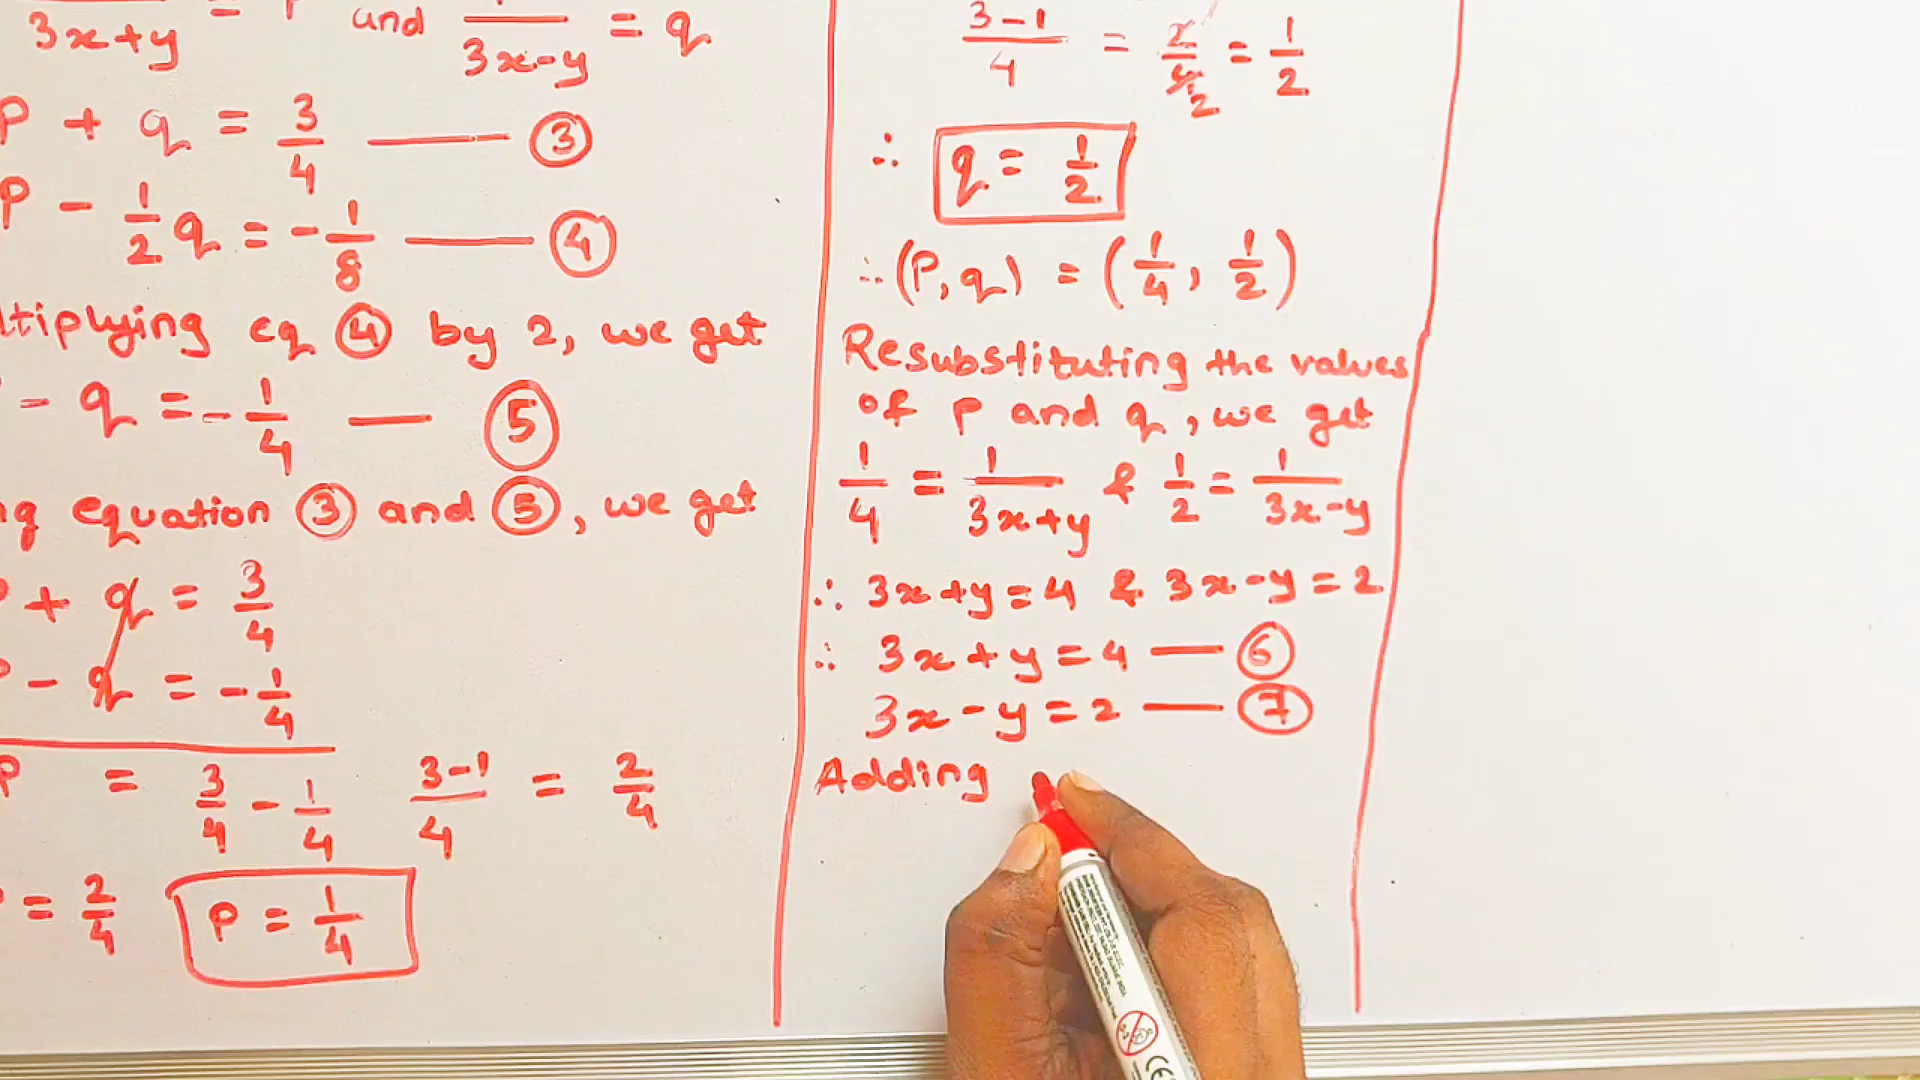 3x+y = P and 1/3x-y = q
P + q = 3/4 —— ③
P - 1/2 q = -1/8 —— ④
ltiplying eq ④ by 2, we get
- q = -1/4 — ⑤
ng equation ③ and ⑤, we get
P + q = 3/4
P - q = -1/4
P = 3/4 - 1/4 3-1/4 = 2/4
= 2/4 P = 1/4
3-1/4 = 2/4 = 1/2
∴ q = 1/2
∴ (P, q) = (1/4, 1/2)
Resubstituting the values
of P and q, we get
1/4 = 1/3x+y & 1/2 = 1/3x-y
∴ 3x+y=4 & 3x-y=2
∴ 3x+y=4 —— ⑥
3x-y=2 —— ⑦
Adding